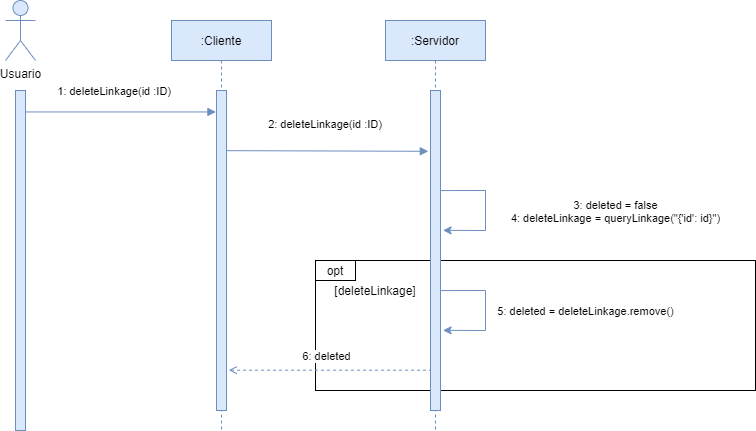 :Cliente
:Servidor
Usuario
1: deleteLinkage(id :ID)
2: deleteLinkage(id :ID)
3: deleted = false
4: deleteLinkage = queryLinkage("{'id': id}")
opt
[deleteLinkage]
5: deleted = deleteLinkage.remove()
6: deleted